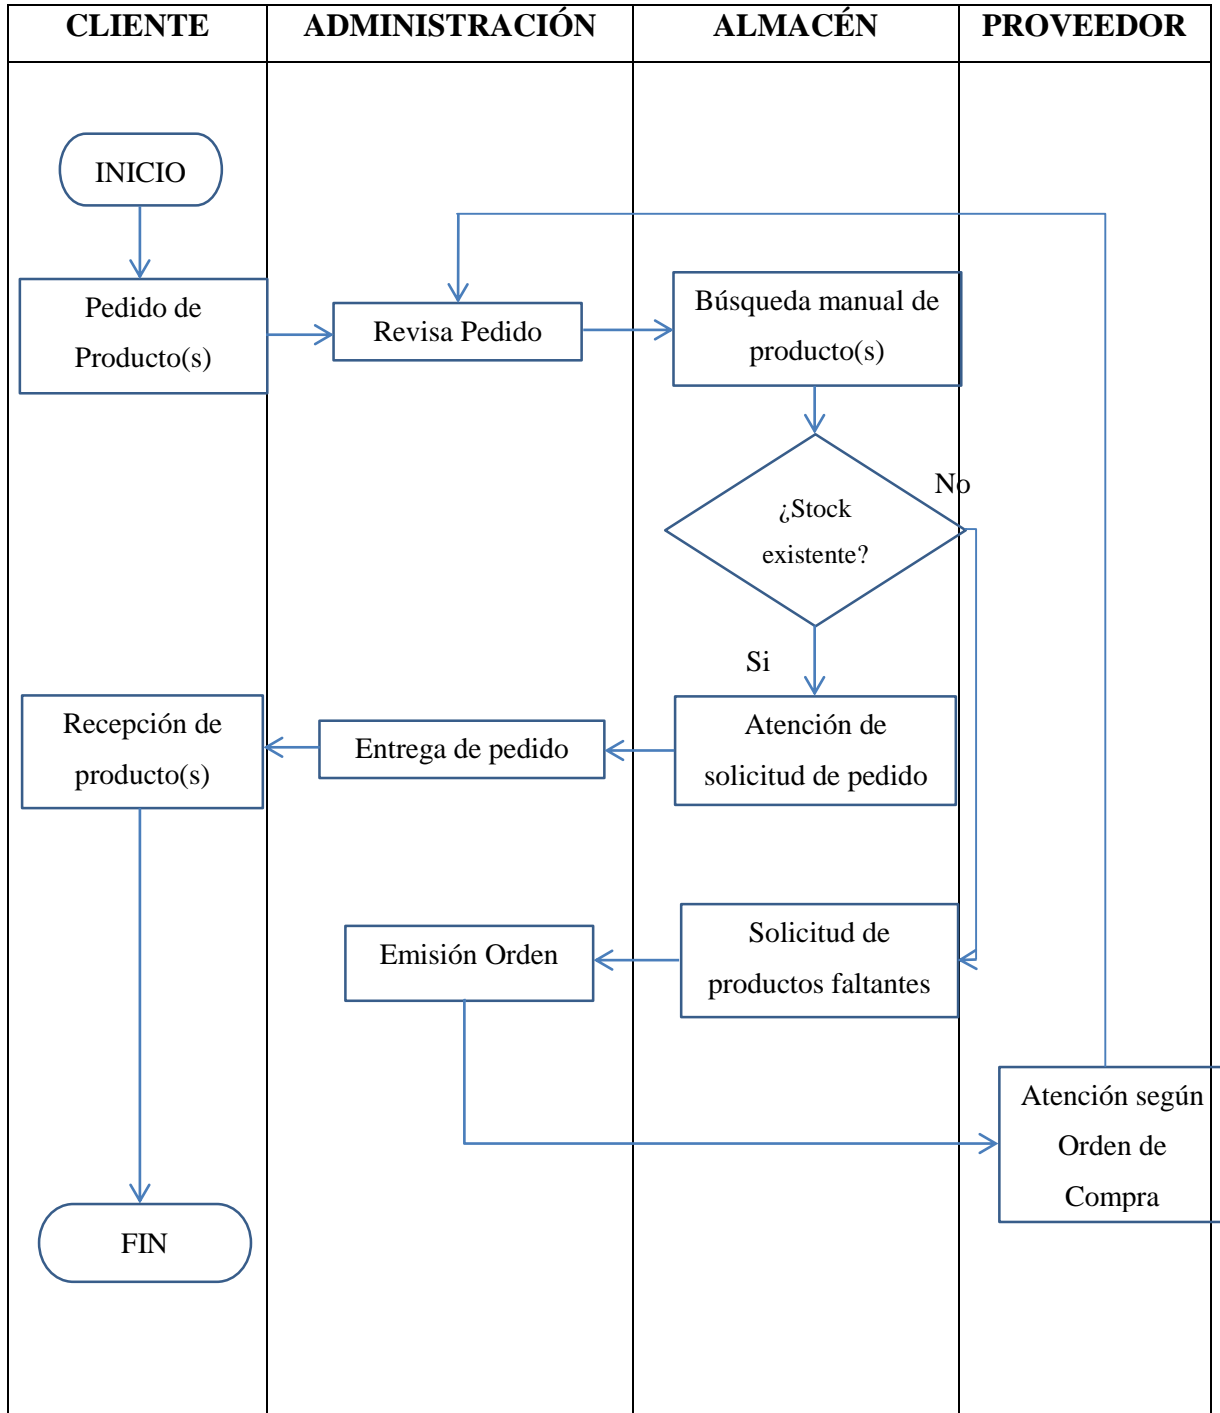 CLIENTE
ADMINISTRACIÓN
ALMACÉN
PROVEEDOR
INICIO
Pedido de
Producto(s)
Revisa Pedido
Búsqueda manual de
producto(s)
¿Stock
existente?
No
Si
Recepción de
producto(s)
Entrega de pedido
Atención de
solicitud de pedido
Emisión Orden
Solicitud de
productos faltantes
Atención según
Orden de
Compra
FIN